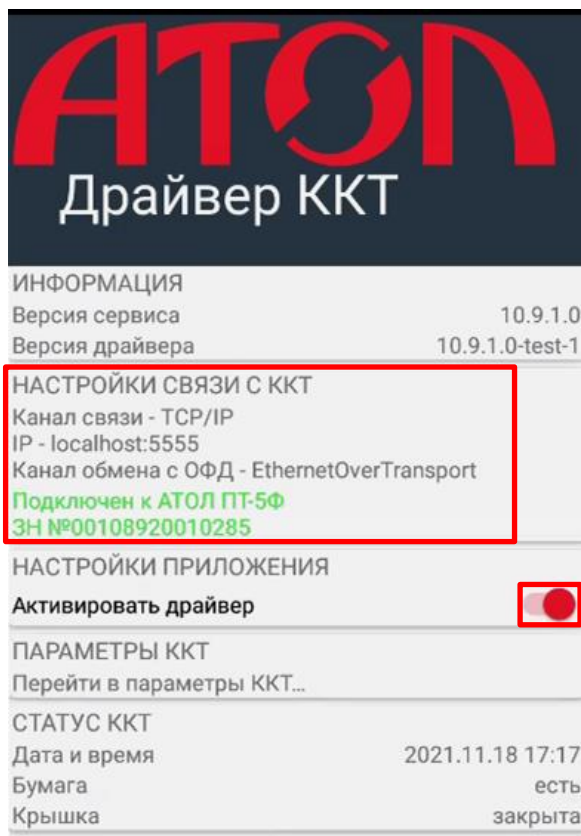 АТОЛ
Драйвер ККТ
ИНФОРМАЦИЯ
Версия сервиса 10.9.1.0
Версия драйвера 10.9.1.0-test-1
НАСТРОЙКИ СВЯЗИ С ККТ
Канал связи - TCP/IP
IP - localhost:5555
Канал обмена с ОФД - EthernetOverTransport
Подключен к АТОЛ ПТ-5Ф
ЗН №00108920010285
НАСТРОЙКИ ПРИЛОЖЕНИЯ
Активировать драйвер
ПАРАМЕТРЫ ККТ
Перейти в параметры ККТ...
СТАТУС ККТ
Дата и время 2021.11.18 17:17
Бумага есть
Крышка закрыта